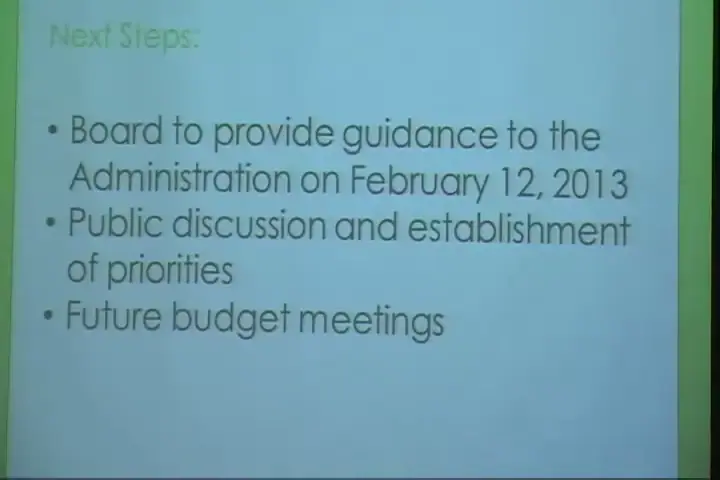 Next Steps:
• Board to provide guidance to the
Administration on February 12, 2013
• Public discussion and establishment
of priorities
• Future budget meetings